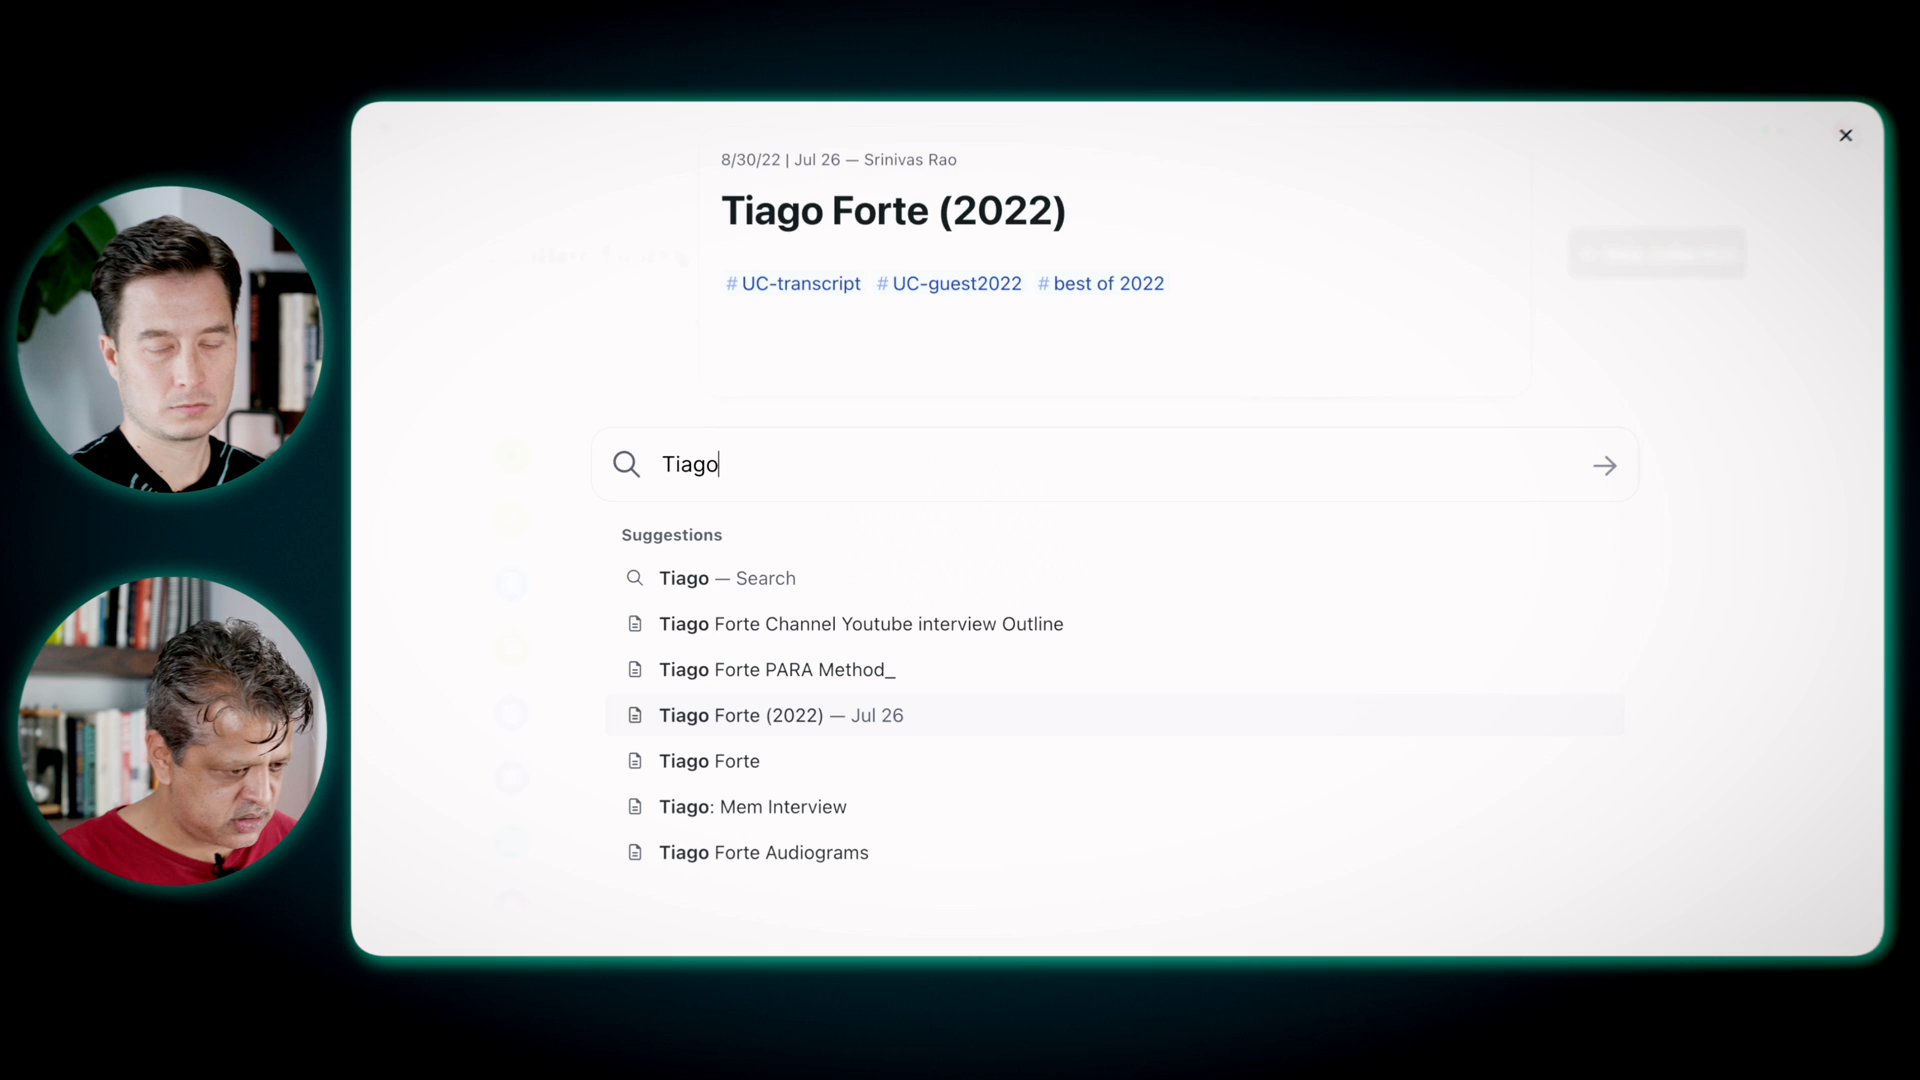 8/30/22 | Jul 26 — Srinivas Rao
Tiago Forte (2022)
#UC-transcript #UC-guest2022 #best of 2022
Tiago
Suggestions
Tiago — Search
Tiago Forte Channel Youtube interview Outline
Tiago Forte PARA Method_
Tiago Forte (2022) — Jul 26
Tiago Forte
Tiago: Mem Interview
Tiago Forte Audiograms